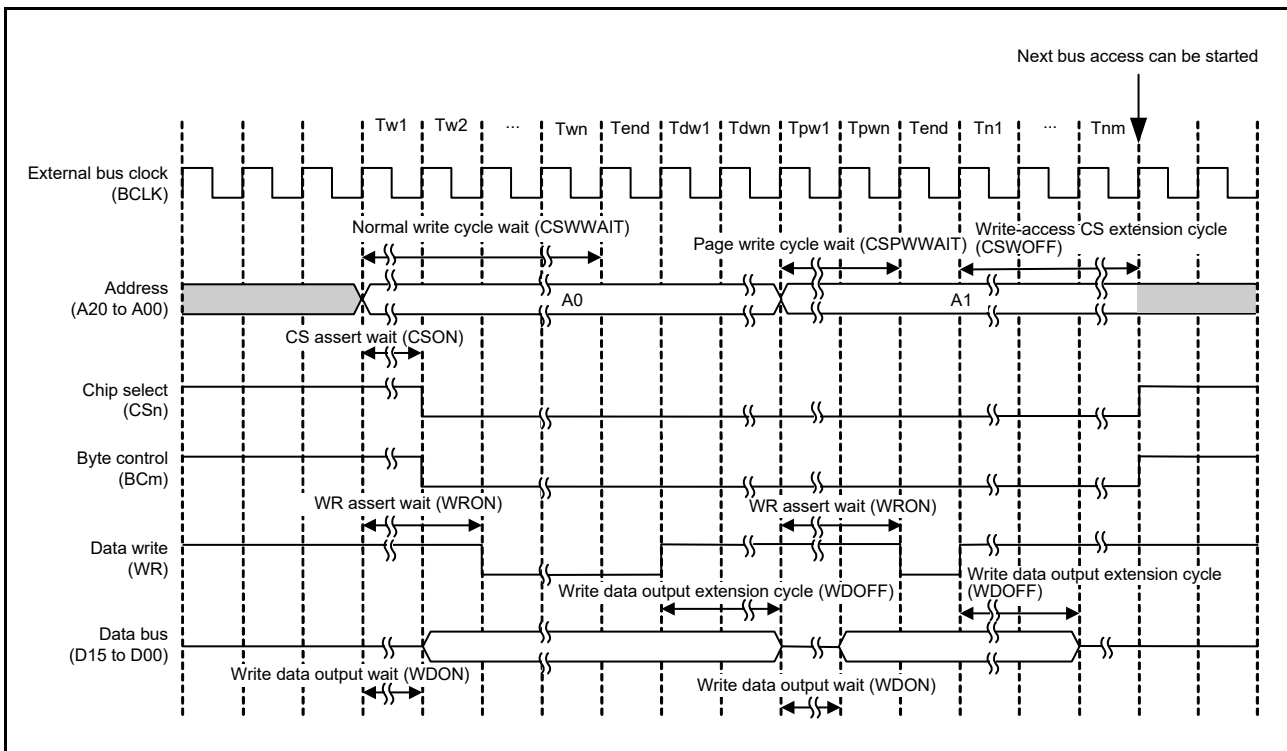 Next bus access can be started
Tw1 Tw2 ... Twn Tend Tdw1 Tdwn Tpw1 Tpwn Tend Tn1 ... Tnm
External bus clock
(BCLK)
Normal write cycle wait (CSWWAIT)
Page write cycle wait (CSPWWAIT)
Write-access CS extension cycle
(CSWOFF)
Address
(A20 to A00)
A0
A1
CS assert wait (CSON)
Chip select
(CSn)
Byte control
(BCm)
WR assert wait (WRON)
WR assert wait (WRON)
Data write
(WR)
Write data output extension cycle (WDOFF)
Write data output extension cycle
(WDOFF)
Data bus
(D15 to D00)
Write data output wait (WDON)
Write data output wait (WDON)